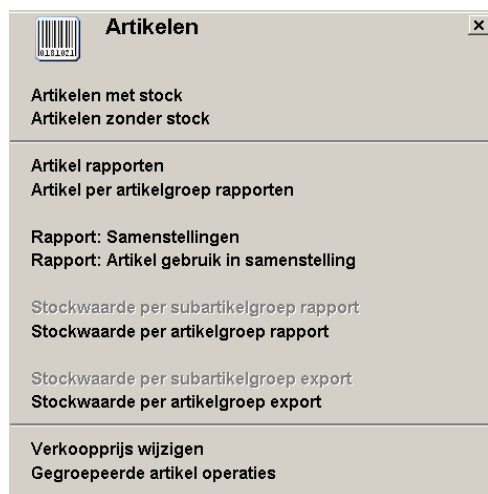 Artikelen
Artikelen met stock
Artikelen zonder stock
Artikel rapporten
Artikel per artikelgroep rapporten
Rapport: Samenstellingen
Rapport: Artikel gebruik in samenstelling
Stockwaarde per subartikelgroep rapport
Stockwaarde per artikelgroep rapport
Stockwaarde per subartikelgroep export
Stockwaarde per artikelgroep export
Verkoopprijs wijzigen
Gegroepeerde artikel operaties